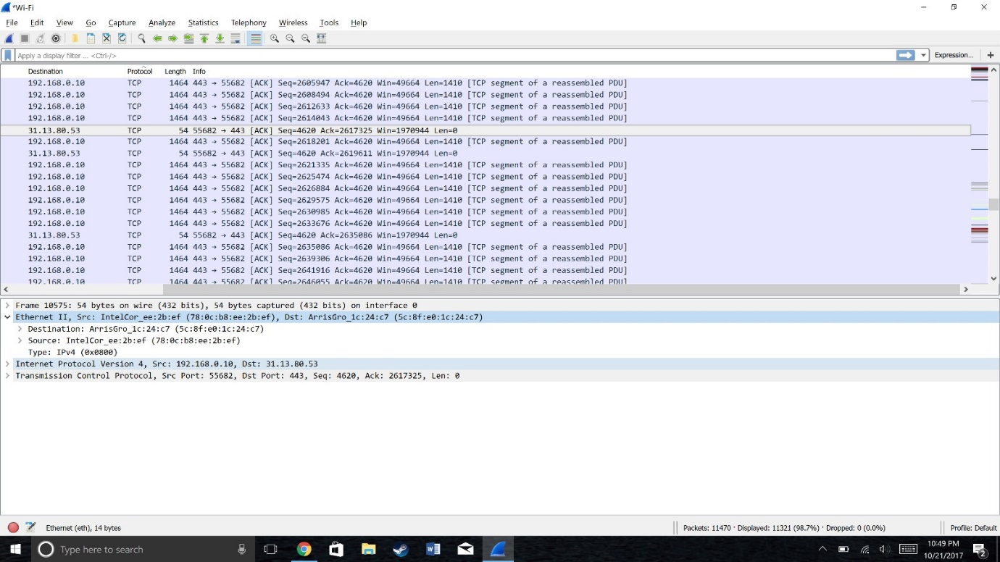 *Wi-Fi
File Edit View Go Capture Analyze Statistics Telephony Wireless Tools Help
Apply a display filter ... <Ctrl-/>
Expression... +
Destination Protocol Length Info
192.168.0.10 TCP 1464 443 → 55682 [ACK] Seq=2605947 Ack=4620 Win=49664 Len=1410 [TCP segment of a reassembled PDU]
192.168.0.10 TCP 1464 443 → 55682 [ACK] Seq=2608494 Ack=4620 Win=49664 Len=1410 [TCP segment of a reassembled PDU]
192.168.0.10 TCP 1464 443 → 55682 [ACK] Seq=2612633 Ack=4620 Win=49664 Len=1410 [TCP segment of a reassembled PDU]
192.168.0.10 TCP 1464 443 → 55682 [ACK] Seq=2614043 Ack=4620 Win=49664 Len=1410 [TCP segment of a reassembled PDU]
31.13.80.53 TCP 54 55682 → 443 [ACK] Seq=4620 Ack=2617325 Win=1970944 Len=0
192.168.0.10 TCP 1464 443 → 55682 [ACK] Seq=2618201 Ack=4620 Win=49664 Len=1410 [TCP segment of a reassembled PDU]
31.13.80.53 TCP 54 55682 → 443 [ACK] Seq=4620 Ack=2619611 Win=1970944 Len=0
192.168.0.10 TCP 1464 443 → 55682 [ACK] Seq=2621335 Ack=4620 Win=49664 Len=1410 [TCP segment of a reassembled PDU]
192.168.0.10 TCP 1464 443 → 55682 [ACK] Seq=2625474 Ack=4620 Win=49664 Len=1410 [TCP segment of a reassembled PDU]
192.168.0.10 TCP 1464 443 → 55682 [ACK] Seq=2626884 Ack=4620 Win=49664 Len=1410 [TCP segment of a reassembled PDU]
192.168.0.10 TCP 1464 443 → 55682 [ACK] Seq=2629575 Ack=4620 Win=49664 Len=1410 [TCP segment of a reassembled PDU]
192.168.0.10 TCP 1464 443 → 55682 [ACK] Seq=2630985 Ack=4620 Win=49664 Len=1410 [TCP segment of a reassembled PDU]
192.168.0.10 TCP 1464 443 → 55682 [ACK] Seq=2633676 Ack=4620 Win=49664 Len=1410 [TCP segment of a reassembled PDU]
31.13.80.53 TCP 54 55682 → 443 [ACK] Seq=4620 Ack=2635086 Win=1970944 Len=0
192.168.0.10 TCP 1464 443 → 55682 [ACK] Seq=2635086 Ack=4620 Win=49664 Len=1410 [TCP segment of a reassembled PDU]
192.168.0.10 TCP 1464 443 → 55682 [ACK] Seq=2639306 Ack=4620 Win=49664 Len=1410 [TCP segment of a reassembled PDU]
192.168.0.10 TCP 1464 443 → 55682 [ACK] Seq=2641916 Ack=4620 Win=49664 Len=1410 [TCP segment of a reassembled PDU]
192.168.0.10 TCP 1464 443 → 55682 [ACK] Seq=2646055 Ack=4620 Win=49664 Len=1410 [TCP segment of a reassembled PDU]
Frame 10575: 54 bytes on wire (432 bits), 54 bytes captured (432 bits) on interface 0
Ethernet II, Src: IntelCor_ee:2b:ef (78:0c:b8:ee:2b:ef), Dst: ArrisGro_1c:24:c7 (5c:8f:e0:1c:24:c7)
Destination: ArrisGro_1c:24:c7 (5c:8f:e0:1c:24:c7)
Source: IntelCor_ee:2b:ef (78:0c:b8:ee:2b:ef)
Type: IPv4 (0x0800)
Internet Protocol Version 4, Src: 192.168.0.10, Dst: 31.13.80.53
Transmission Control Protocol, Src Port: 55682, Dst Port: 443, Seq: 4620, Ack: 2617325, Len: 0
Ethernet (eth), 14 bytes
Packets: 11470 · Displayed: 11321 (98.7%) · Dropped: 0 (0.0%)
Profile: Default
Type here to search
10:49 PM
10/21/2017
2